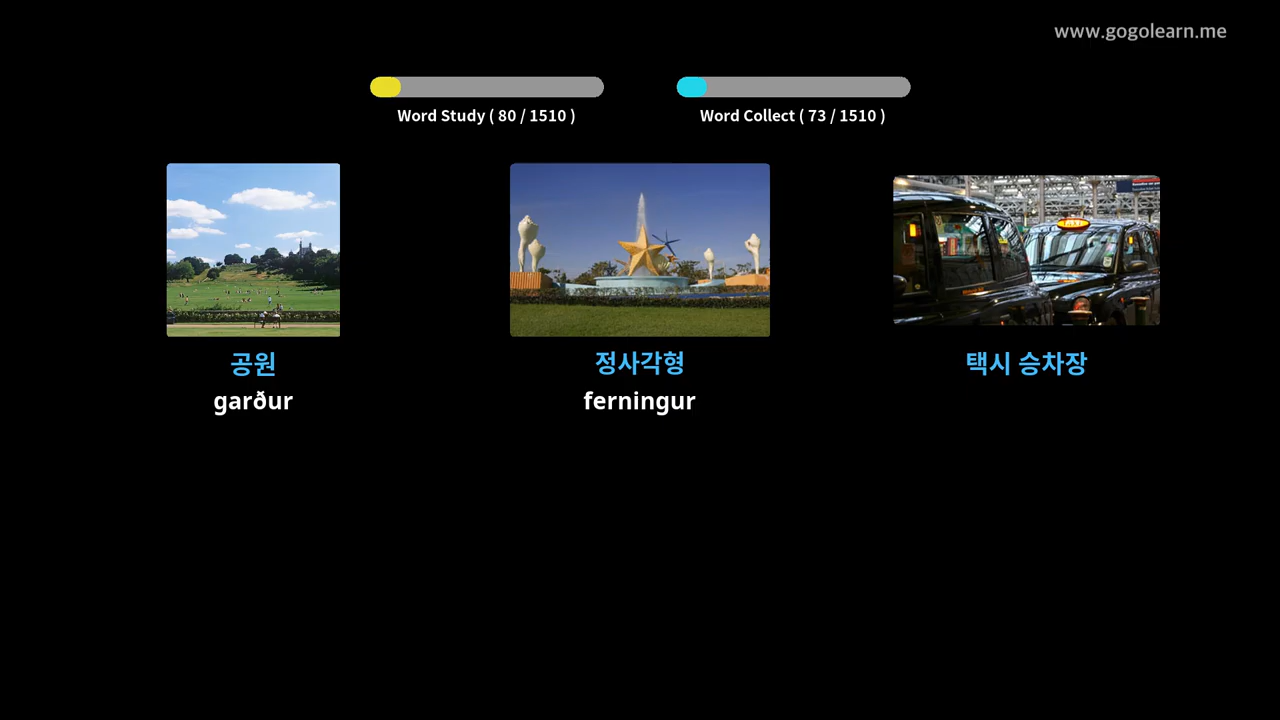 www.gogolearn.me
Word Study ( 80 / 1510 )
Word Collect ( 73 / 1510 )
공원
garður
정사각형
ferningur
택시 승차장
TAXI